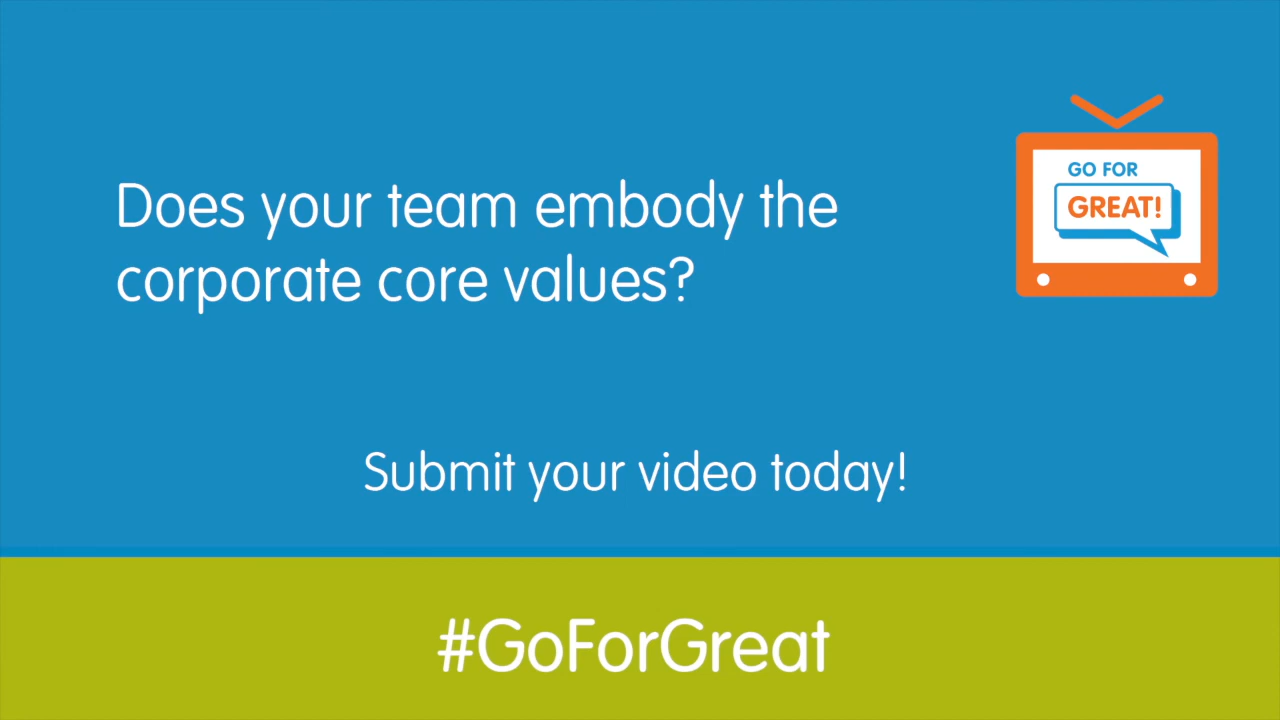 Does your team embody the
corporate core values?
GO FOR
GREAT!
Submit your video today!
#GoForGreat